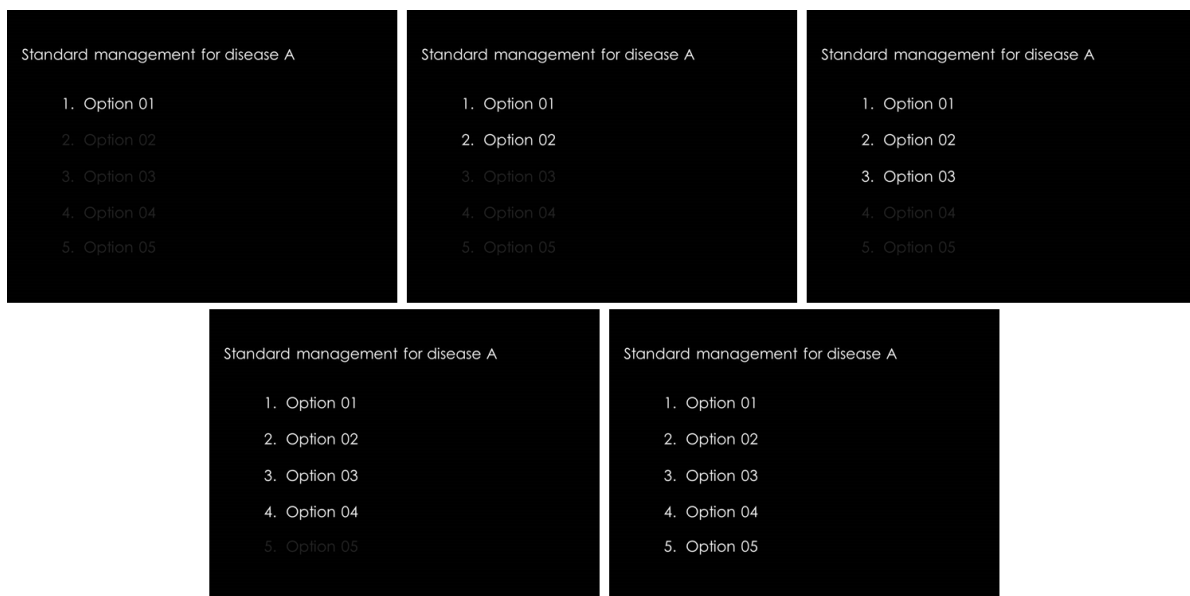 Standard management for disease A
1. Option 01
2. Option 02
3. Option 03
4. Option 04
5. Option 05
Standard management for disease A
1. Option 01
2. Option 02
3. Option 03
4. Option 04
5. Option 05
Standard management for disease A
1. Option 01
2. Option 02
3. Option 03
4. Option 04
5. Option 05
Standard management for disease A
1. Option 01
2. Option 02
3. Option 03
4. Option 04
5. Option 05
Standard management for disease A
1. Option 01
2. Option 02
3. Option 03
4. Option 04
5. Option 05